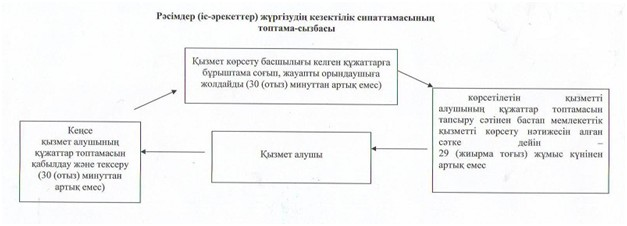 Рәсімдер (іс-әрекеттер) жүргізудің кезектілік сипаттамасының
топтама-сызбасы
Қызмет көрсету басшылығы келген құжаттарға
бұрыштама соғып, жауапты орындаушыға
жолдайды (30 (отыз) минуттан артық емес)
көрсетілетін қызметті
алушының құжаттар топтамасын
тапсыру сәтінен бастап мемлекеттік
қызметті көрсету нәтижесін алған
сәтке дейін –
29 (жиырма тоғыз) жұмыс күнінен
артық емес
Қызмет алушы
Кеңсе
қызмет алушының
құжаттар топтамасын
қабылдау және тексеру
(30 (отыз) минуттан
артық емес)